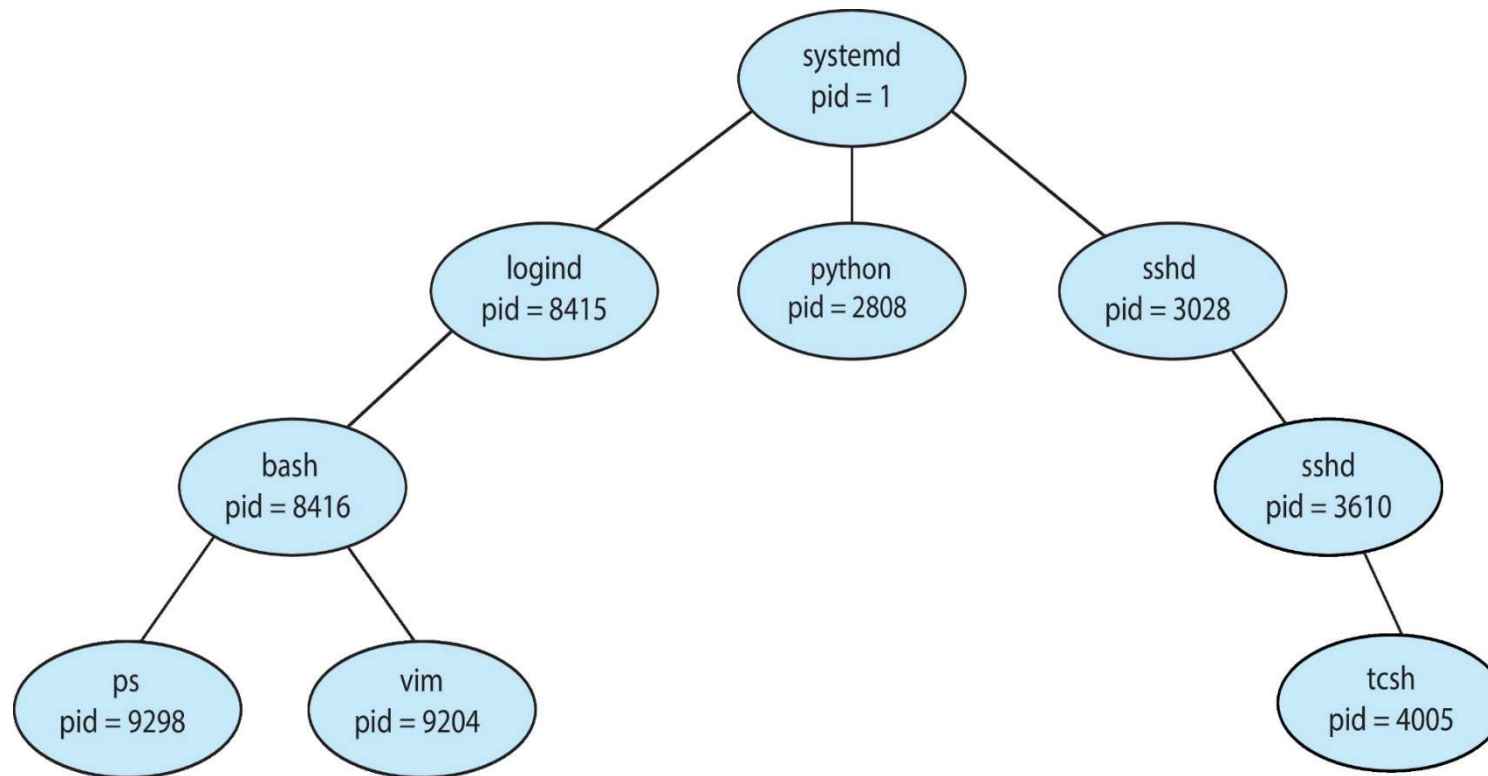 systemd
pid = 1
logind
pid = 8415
python
pid = 2808
sshd
pid = 3028
bash
pid = 8416
sshd
pid = 3610
ps
pid = 9298
vim
pid = 9204
tcsh
pid = 4005